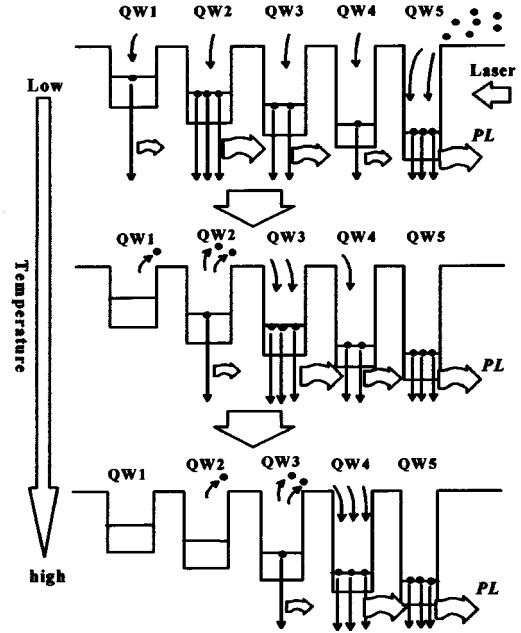 QW1 QW2 QW3 QW4 QW5
Low
Laser
PL
QW1 QW2 QW3 QW4 QW5
Temperature
PL
QW1 QW2 QW3 QW4 QW5
high
PL